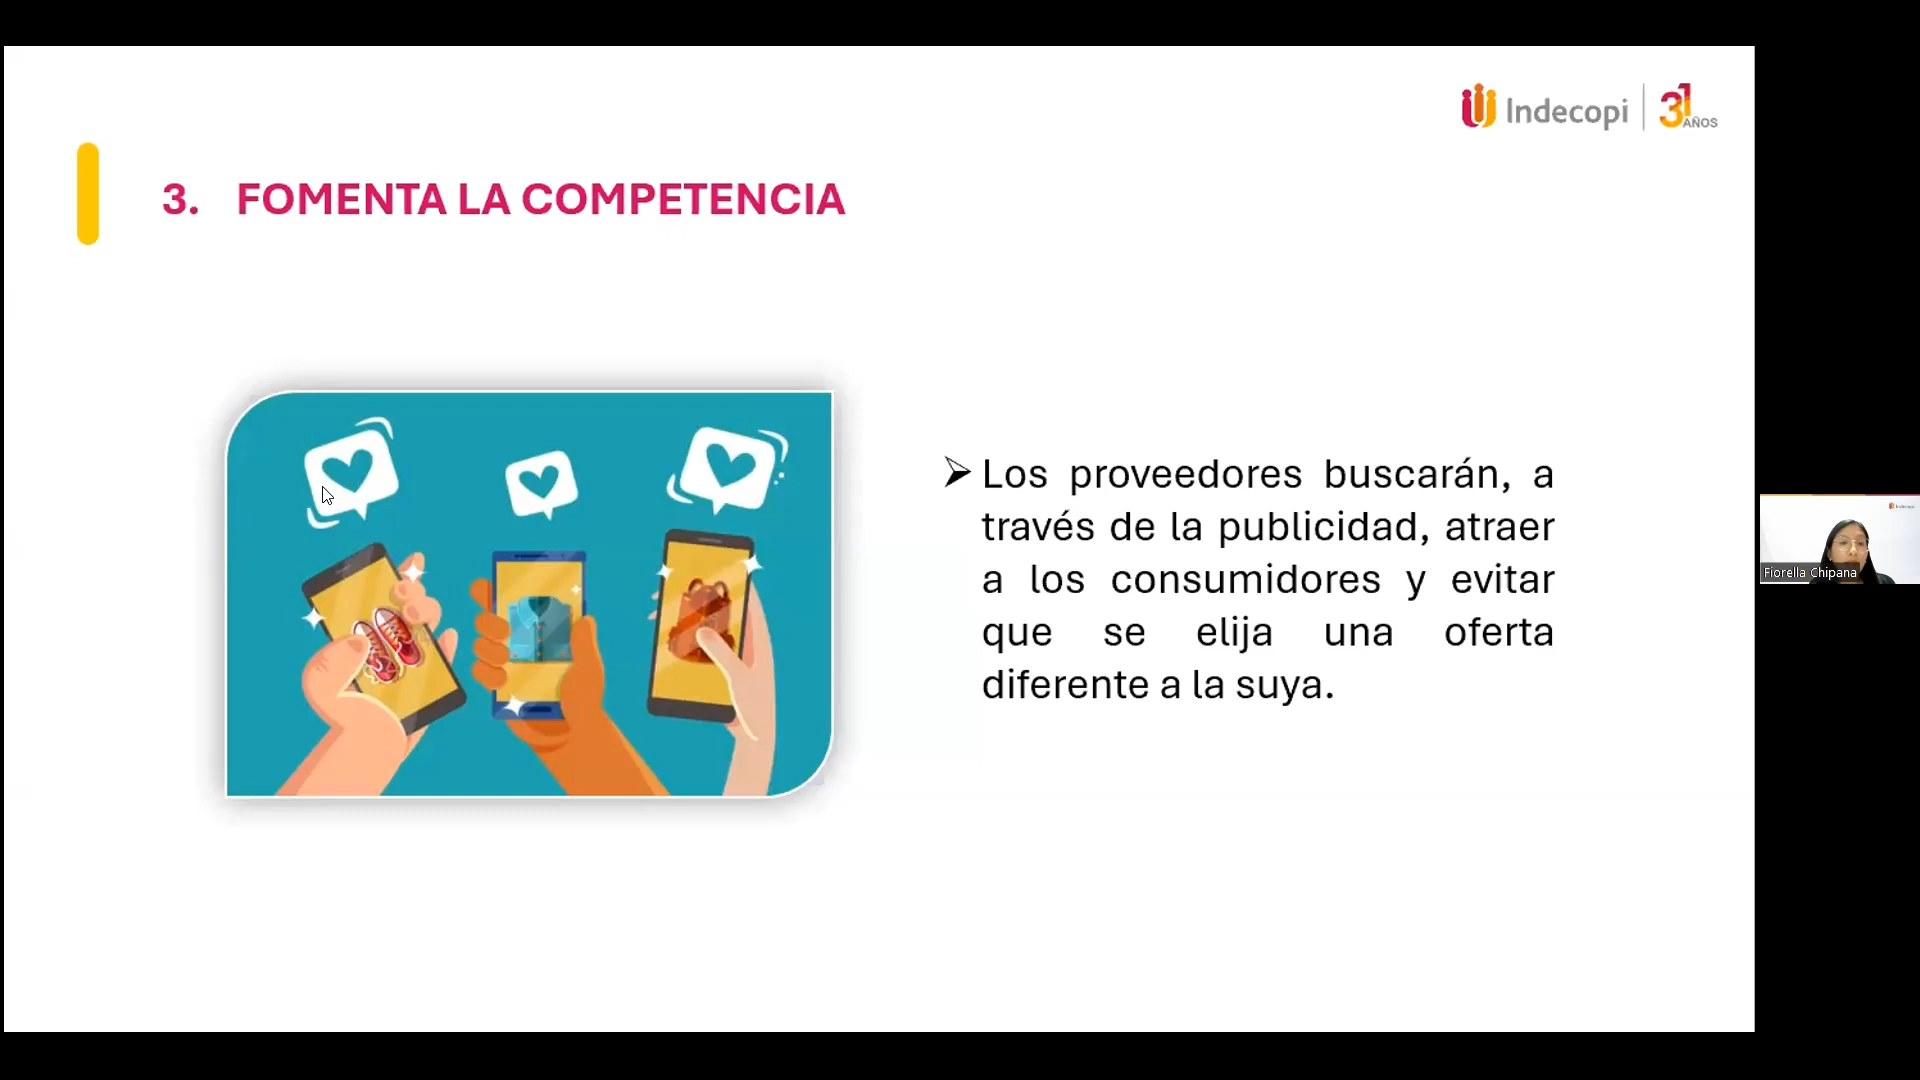 Indecopi
31 AÑOS
3. FOMENTA LA COMPETENCIA
➢ Los proveedores buscarán, a
través de la publicidad, atraer
a los consumidores y evitar
que se elija una oferta
diferente a la suya.
Indecopi
Fiorella Chipana